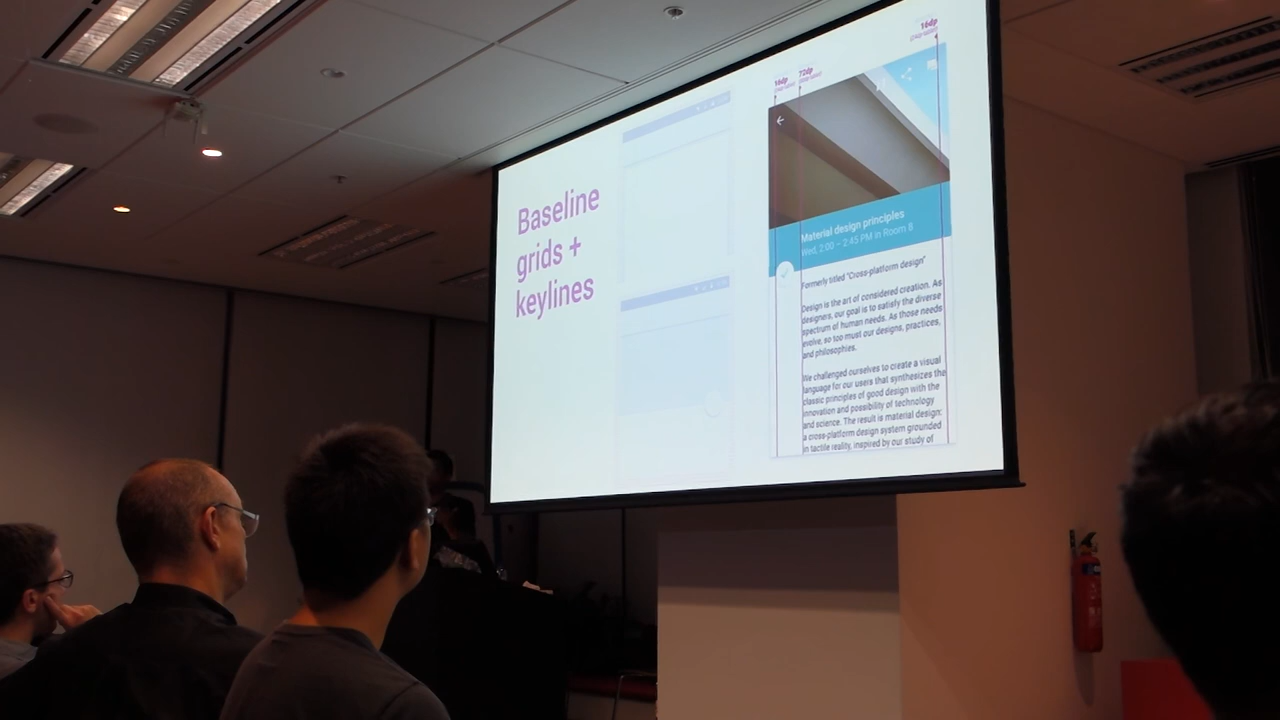 Baseline
grids +
keylines
16dp
72dp
16dp
Material design principles
Wed, 2:00 – 2:45 PM in Room B
Formerly titled "Cross-platform design"
Design is the art of considered creation. As
designers, our goal is to satisfy the diverse
spectrum of human needs. As those needs
evolve, so too must our designs, practices,
and philosophies.
We challenged ourselves to create a visual
language for our users that synthesizes the
classic principles of good design with the
innovation and possibility of technology
and science. The result is material design:
a cross-platform design system grounded
in tactile reality, inspired by our study of